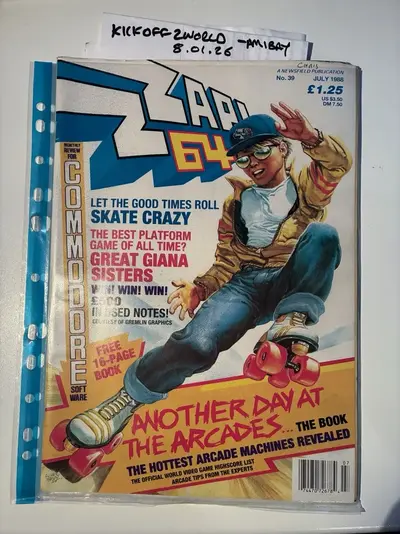 KICKOFF2WORLD -AMIBAY
8.01.26
CHRIS
A NEWSFIELD PUBLICATION
No. 39 JULY 1988
£1.25
US $3.50
DM 7.50
ZZAP!
64
MONTHLY
REVIEW
FOR
COMMODORE
SOFT
WARE
LET THE GOOD TIMES ROLL
SKATE CRAZY
THE BEST PLATFORM
GAME OF ALL TIME?
GREAT GIANA
SISTERS
WIN! WIN! WIN!
£500
IN USED NOTES!
COURTESY OF GREMLIN GRAPHICS
FREE
16-PAGE
BOOK
ANOTHER DAY AT
THE ARCADES... THE BOOK
THE HOTTEST ARCADE MACHINES REVEALED
THE OFFICIAL WORLD VIDEO GAME HIGHSCORE LIST
ARCADE TIPS FROM THE EXPERTS
07